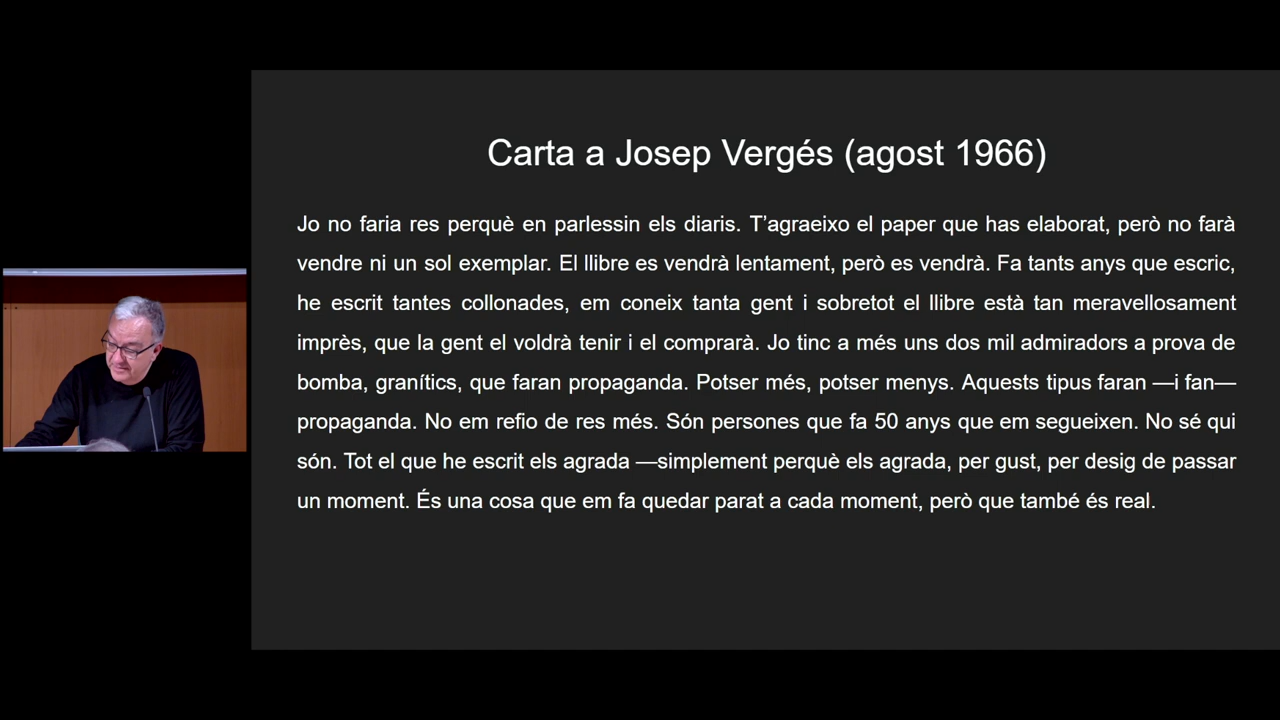 Carta a Josep Vergés (agost 1966)
Jo no faria res perquè en parlessin els diaris. T’agraeixo el paper que has elaborat, però no farà
vendre ni un sol exemplar. El llibre es vendrà lentament, però es vendrà. Fa tants anys que escric,
he escrit tantes collonades, em coneix tanta gent i sobretot el llibre està tan meravellosament
imprès, que la gent el voldrà tenir i el comprarà. Jo tinc a més uns dos mil admiradors a prova de
bomba, granítics, que faran propaganda. Potser més, potser menys. Aquests tipus faran —i fan—
propaganda. No em refio de res més. Són persones que fa 50 anys que em segueixen. No sé qui
són. Tot el que he escrit els agrada —simplement perquè els agrada, per gust, per desig de passar
un moment. És una cosa que em fa quedar parat a cada moment, però que també és real.